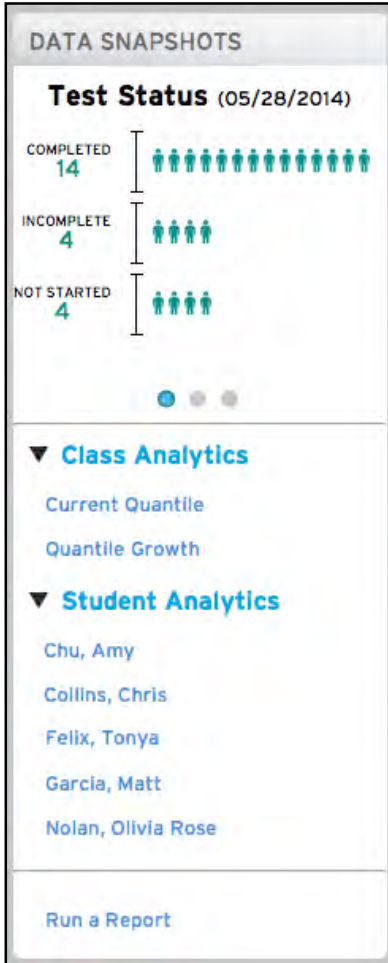 DATA SNAPSHOTS
Test Status (05/28/2014)
COMPLETED
14
INCOMPLETE
4
NOT STARTED
4
Class Analytics
Current Quantile
Quantile Growth
Student Analytics
Chu, Amy
Collins, Chris
Felix, Tonya
Garcia, Matt
Nolan, Olivia Rose
Run a Report